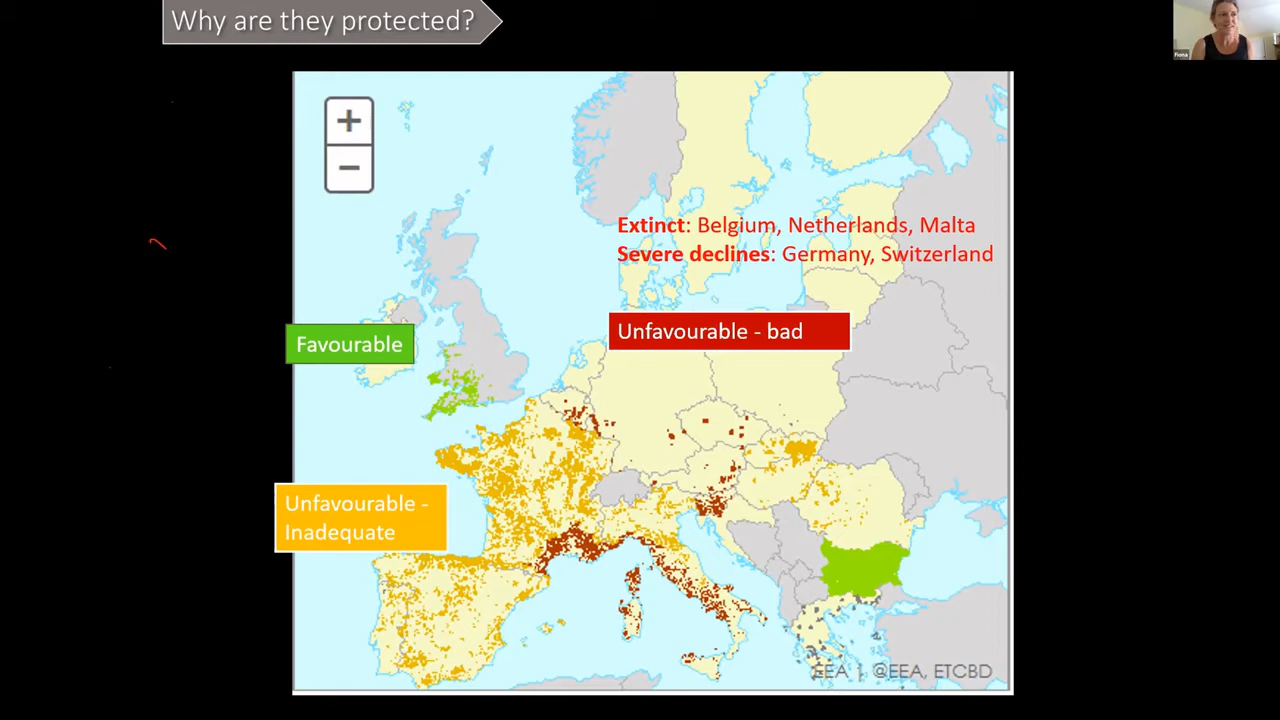 Why are they protected?
Fiona
+
−
Extinct: Belgium, Netherlands, Malta
Severe declines: Germany, Switzerland
Unfavourable - bad
Favourable
Unfavourable -
Inadequate
EEA | @EEA, ETCBD